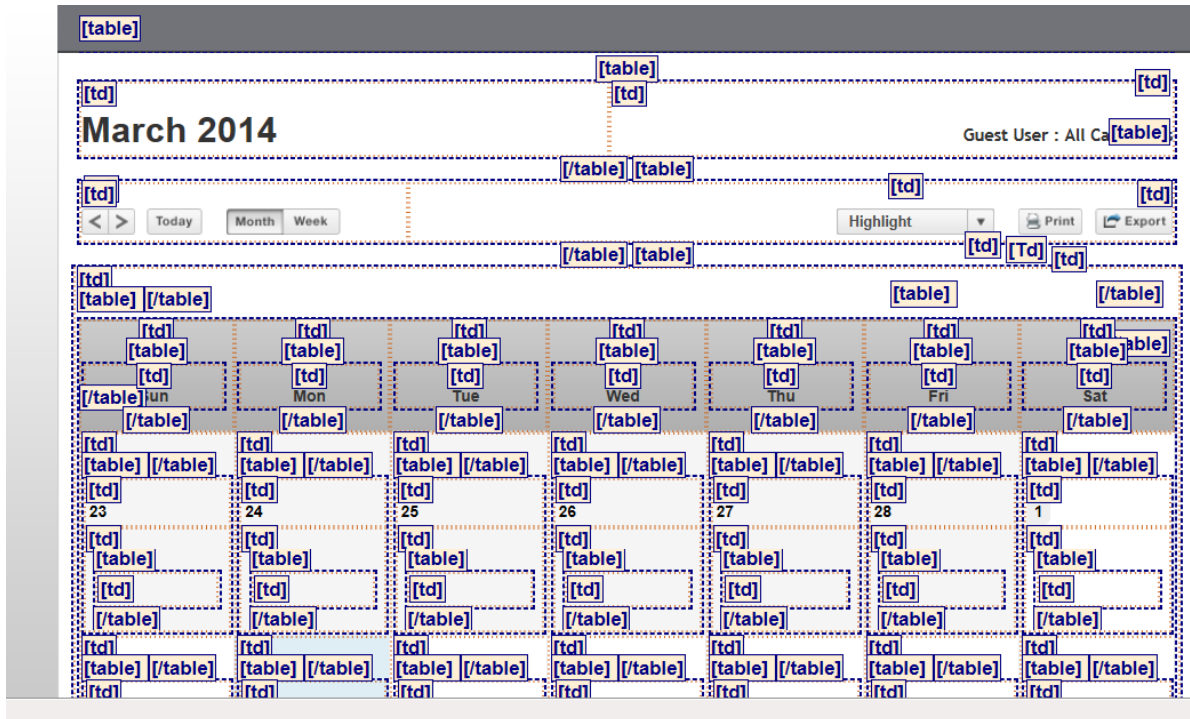 [table]
[table]
[td] [td] [td]
March 2014 Guest User : All [table]
[/table] [table]
[td] [td] [td]
< > Today Month Week Highlight Print Export
[/table] [table] [td] [Td] [td]
[td]
[table] [/table] [table] [/table]
[td] [td] [td] [td] [td] [td] [td]
[table] [table] [table] [table] [table] [table] [table]
[td] [td] [td] [td] [td] [td] [td]
[/table] Mon Tue Wed Thu Fri Sat
[/table] [/table] [/table] [/table] [/table] [/table] [/table]
[td] [td] [td] [td] [td] [td] [td]
[table] [/table] [table] [/table] [table] [/table] [table] [/table] [table] [/table] [table] [/table] [table] [/table]
[td] [td] [td] [td] [td] [td] [td]
23 24 25 26 27 28 1
[td] [td] [td] [td] [td] [td] [td]
[table] [table] [table] [table] [table] [table] [table]
[td] [td] [td] [td] [td] [td] [td]
[/table] [/table] [/table] [/table] [/table] [/table] [/table]
[td] [td] [td] [td] [td] [td] [td]
[table] [/table] [table] [/table] [table] [/table] [table] [/table] [table] [/table] [table] [/table] [table] [/table]
[td] [td] [td] [td] [td] [td] [td]